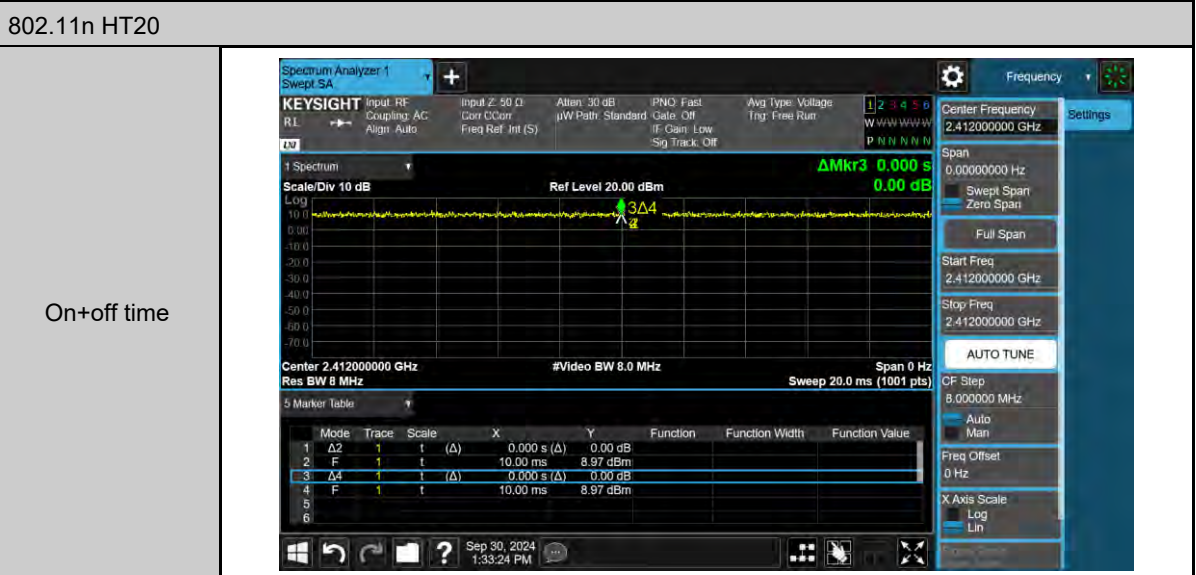 802.11n HT20
On+off time
Spectrum Analyzer 1
Swept SA
Frequency
KEYSIGHT
RL
Input: RF
Coupling: AC
Align: Auto
Input Z: 50 Ω
Corr CCorr
Freq Ref: Int (S)
Atten: 30 dB
µW Path: Standard
PNO: Fast
Gate: Off
IF Gain: Low
Sig Track: Off
Avg Type: Voltage
Trig: Free Run
1 2 3 4 5 6
W W W W W W
P N N N N N
Center Frequency
2.412000000 GHz
Settings
Span
0.00000000 Hz
Swept Span
Zero Span
Full Span
Start Freq
2.412000000 GHz
Stop Freq
2.412000000 GHz
AUTO TUNE
CF Step
8.000000 MHz
Auto
Man
Freq Offset
0 Hz
X Axis Scale
Log
Lin
1 Spectrum
ΔMkr3 0.000 s
0.00 dB
Scale/Div 10 dB
Ref Level 20.00 dBm
Log
10.0
0.00
-10.0
-20.0
-30.0
-40.0
-50.0
-60.0
-70.0
3Δ4
Center 2.412000000 GHz
#Video BW 8.0 MHz
Span 0 Hz
Res BW 8 MHz
Sweep 20.0 ms (1001 pts)
5 Marker Table
Mode Trace Scale X Y Function Function Width Function Value
1 Δ2 1 t (Δ) 0.000 s (Δ) 0.00 dB
2 F 1 t 10.00 ms 8.97 dBm
3 Δ4 1 t (Δ) 0.000 s (Δ) 0.00 dB
4 F 1 t 10.00 ms 8.97 dBm
5
6
Sep 30, 2024
1:33:24 PM